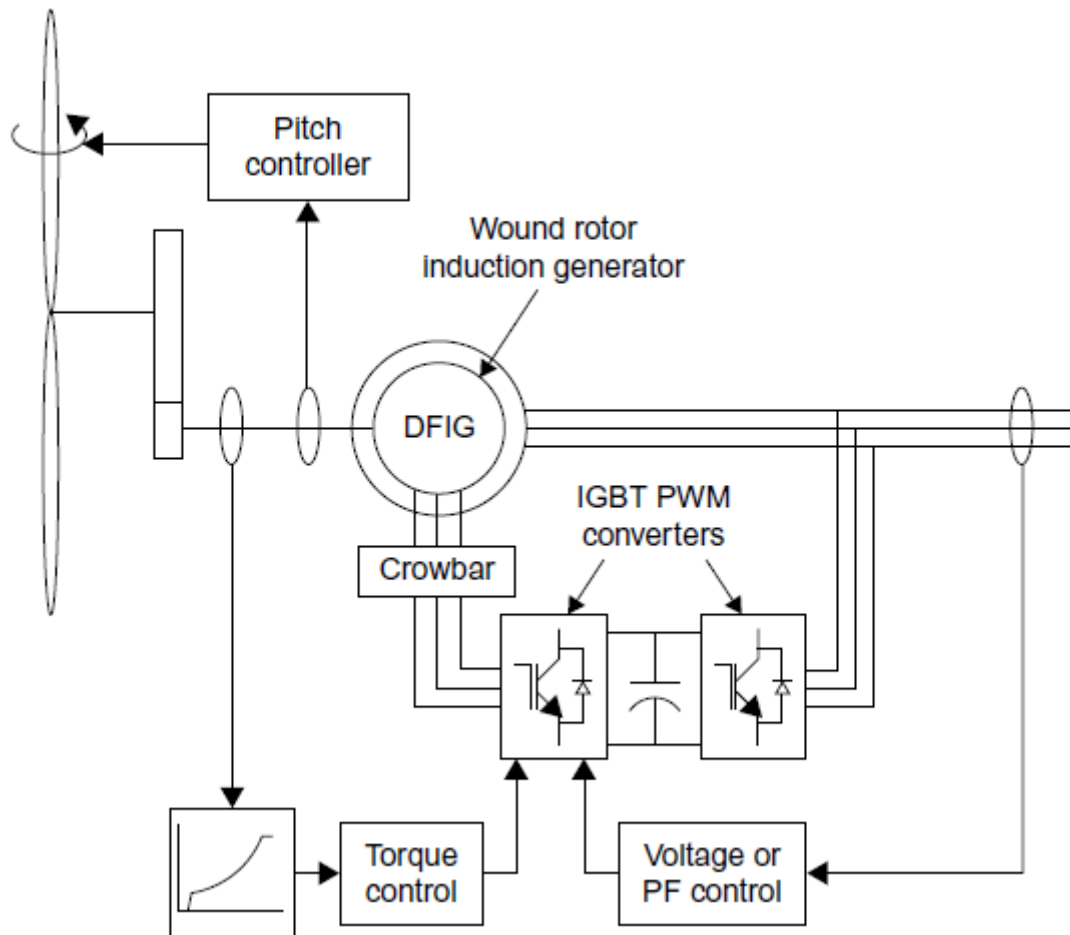 Pitch
controller
Wound rotor
induction generator
DFIG
IGBT PWM
converters
Crowbar
Torque
control
Voltage or
PF control